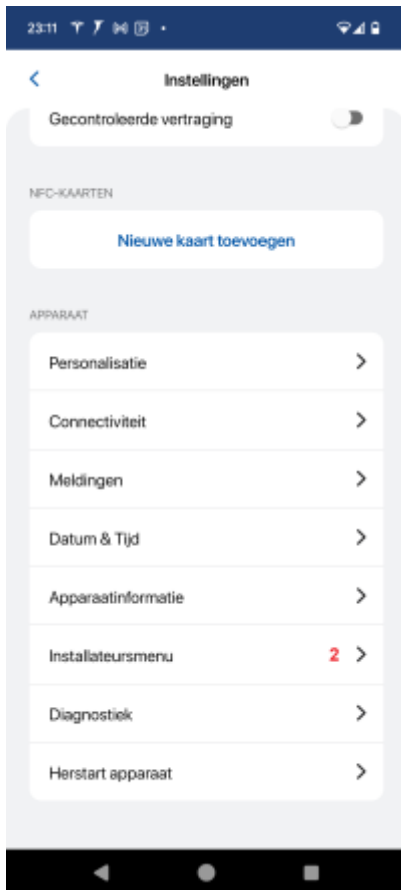 23:11
Instellingen
Gecontroleerde vertraging
NFC-KAARTEN
Nieuwe kaart toevoegen
APPARAAT
Personalisatie
Connectiviteit
Meldingen
Datum & Tijd
Apparaatinformatie
Installateursmenu 2
Diagnostiek
Herstart apparaat